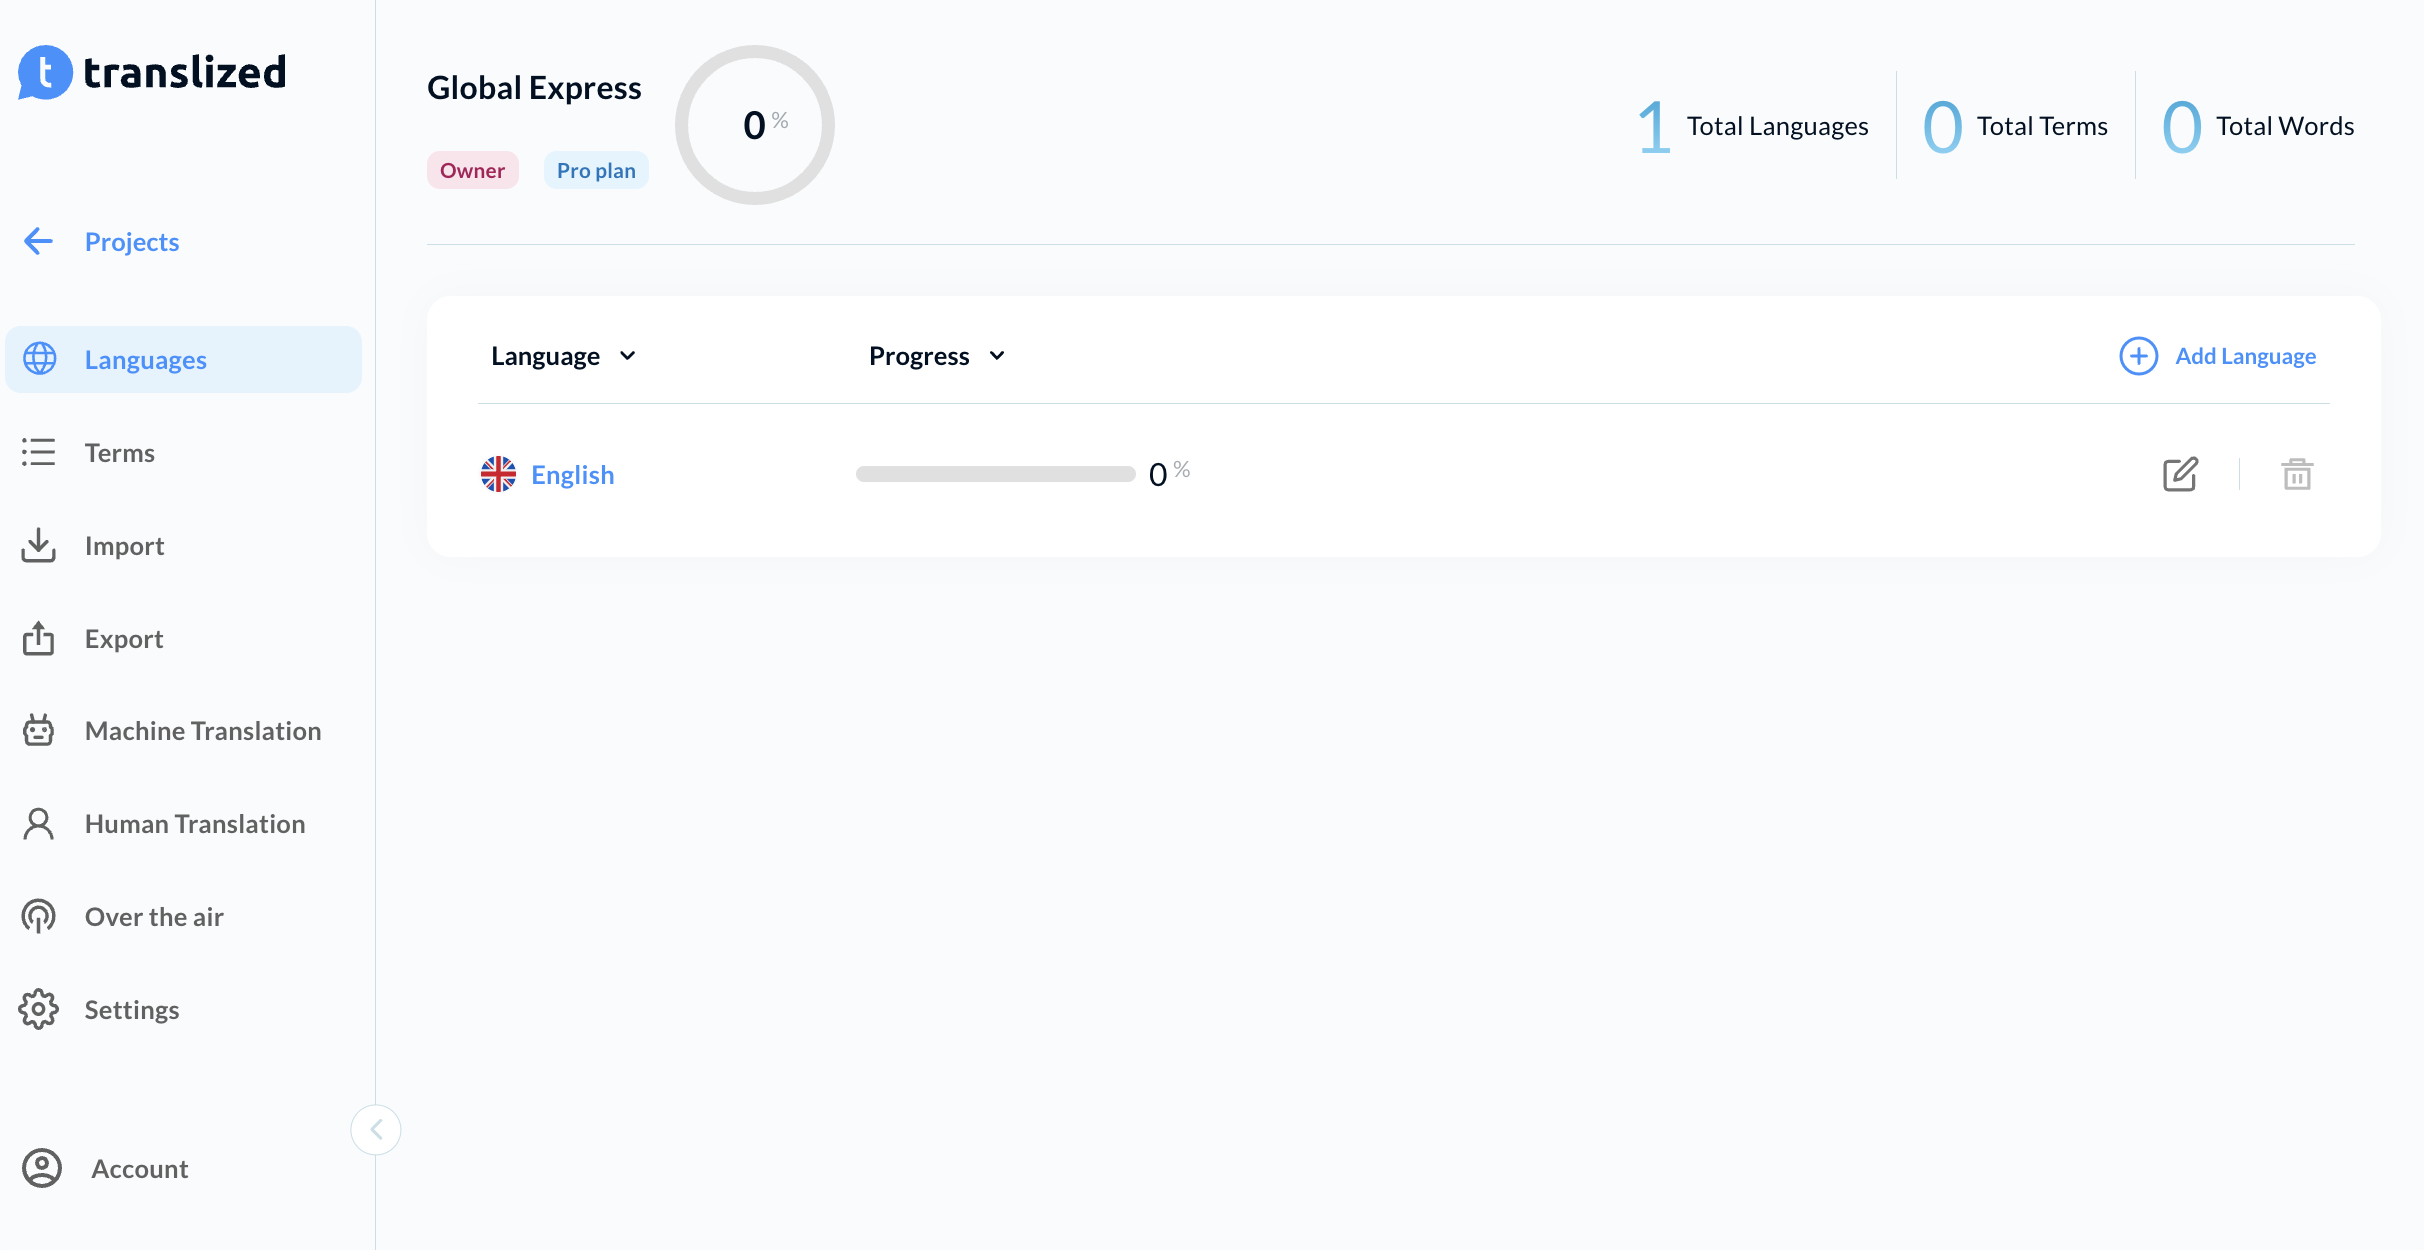 translized
Projects
Languages
Terms
Import
Export
Machine Translation
Human Translation
Over the air
Settings
Account
Global Express
Owner
Pro plan
0 %
1 Total Languages
0 Total Terms
0 Total Words
Language
Progress
Add Language
English
0 %